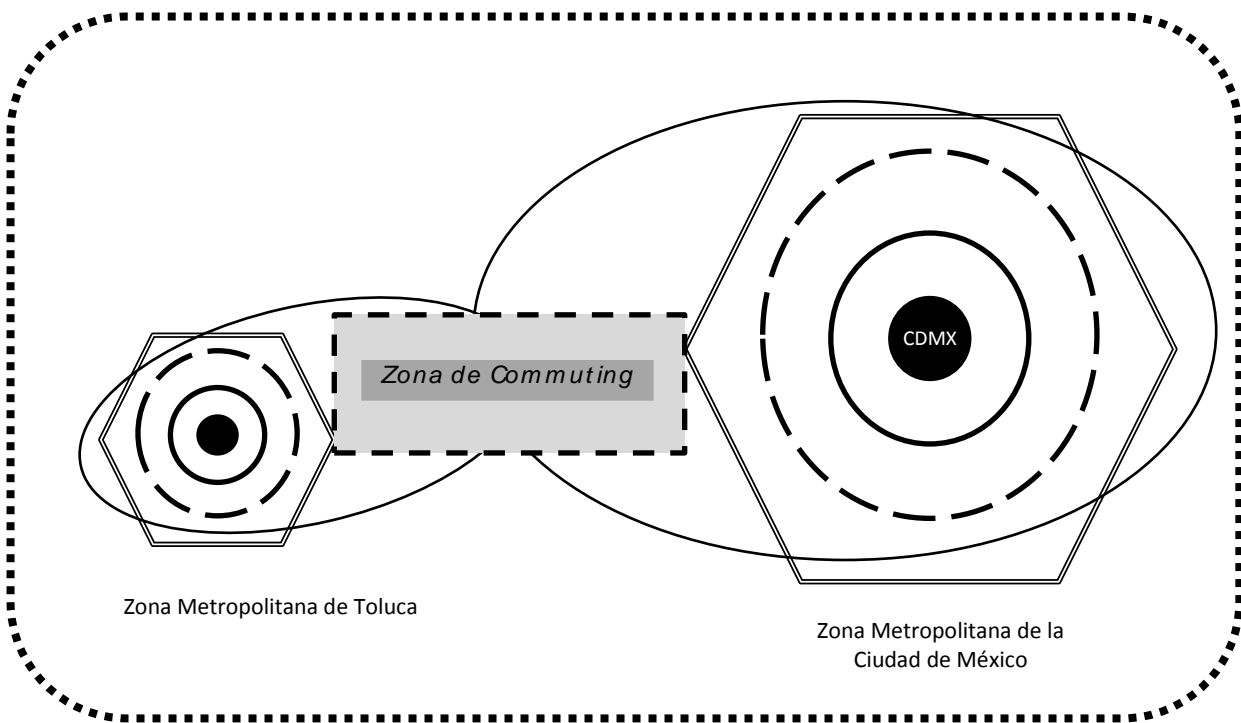 CDMX
Zona de Commuting
Zona Metropolitana de Toluca
Zona Metropolitana de la
Ciudad de México